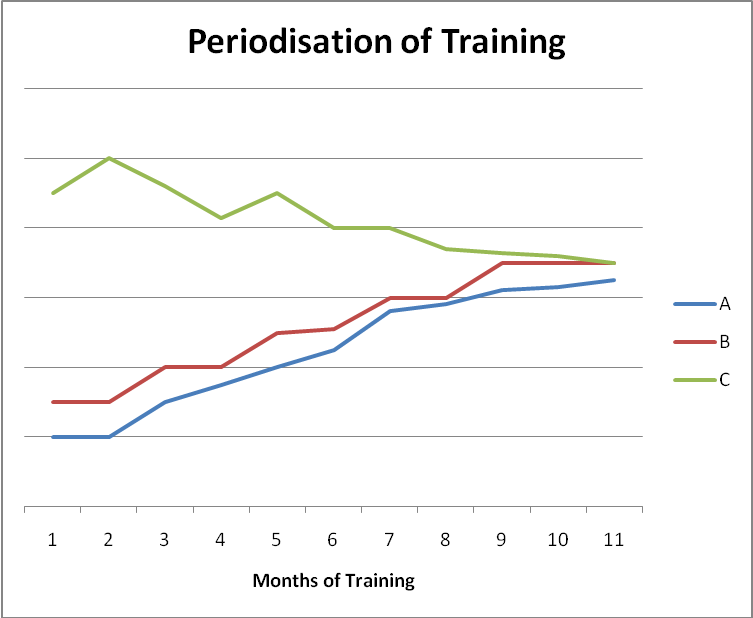 Periodisation of Training
A
B
C
1 2 3 4 5 6 7 8 9 10 11
Months of Training